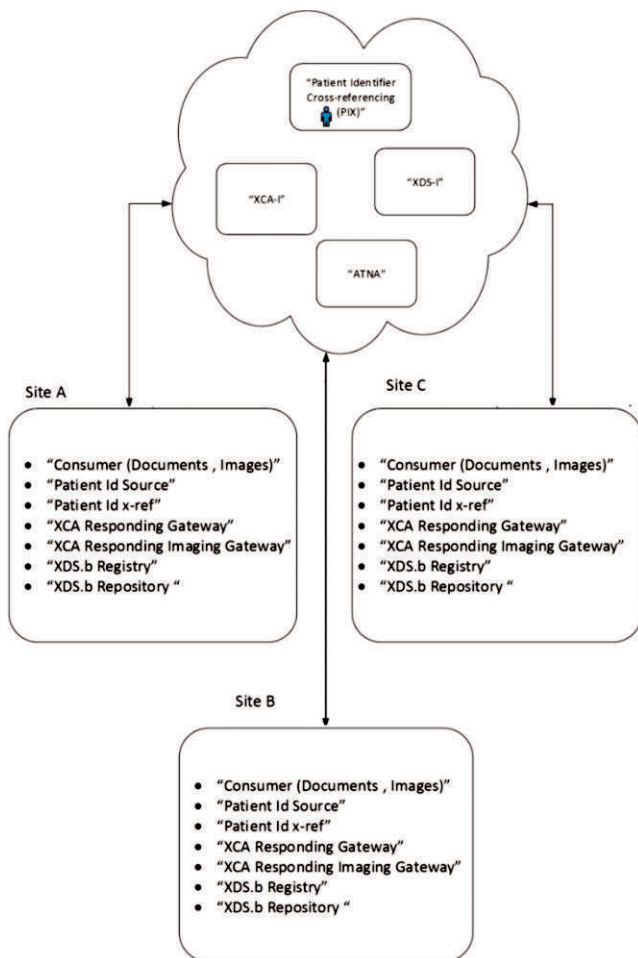 “Patient Identifier
Cross-referencing
(PIX)”
“XCA-I”
“XDS-I”
“ATNA”
Site A
Site C
• “Consumer (Documents , Images)”
• “Patient Id Source”
• “Patient Id x-ref”
• “XCA Responding Gateway”
• “XCA Responding Imaging Gateway”
• “XDS.b Registry”
• “XDS.b Repository “
• “Consumer (Documents , Images)”
• “Patient Id Source”
• “Patient Id x-ref”
• “XCA Responding Gateway”
• “XCA Responding Imaging Gateway”
• “XDS.b Registry”
• “XDS.b Repository “
Site B
• “Consumer (Documents , Images)”
• “Patient Id Source”
• “Patient Id x-ref”
• “XCA Responding Gateway”
• “XCA Responding Imaging Gateway”
• “XDS.b Registry”
• “XDS.b Repository “